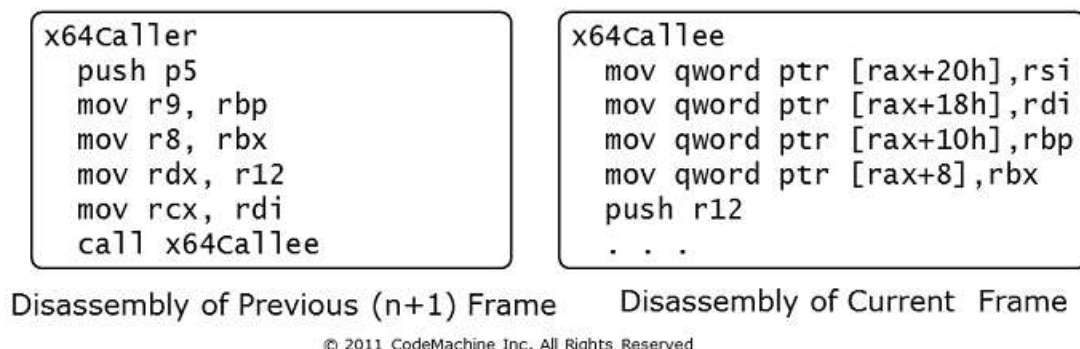 x64Caller
push p5
mov r9, rbp
mov r8, rbx
mov rdx, r12
mov rcx, rdi
call x64Callee
x64Callee
mov qword ptr [rax+20h],rsi
mov qword ptr [rax+18h],rdi
mov qword ptr [rax+10h],rbp
mov qword ptr [rax+8],rbx
push r12
. . .
Disassembly of Previous (n+1) Frame
Disassembly of Current Frame
© 2011 CodeMachine Inc. All Rights Reserved